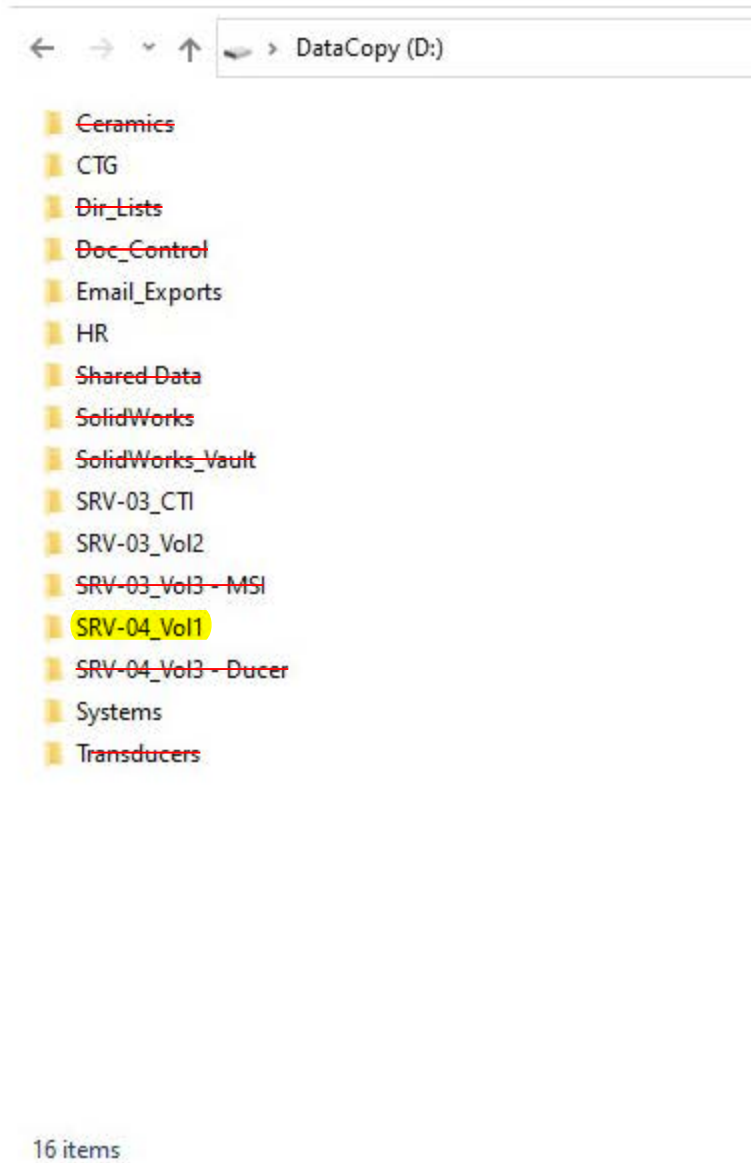 DataCopy (D:)
Ceramics
CTG
Dir_Lists
Doc_Control
Email_Exports
HR
Shared Data
SolidWorks
SolidWorks_Vault
SRV-03_CTI
SRV-03_Vol2
SRV-03_Vol3 - MSI
SRV-04_Vol1
SRV-04_Vol3 - Ducer
Systems
Transducers
16 items